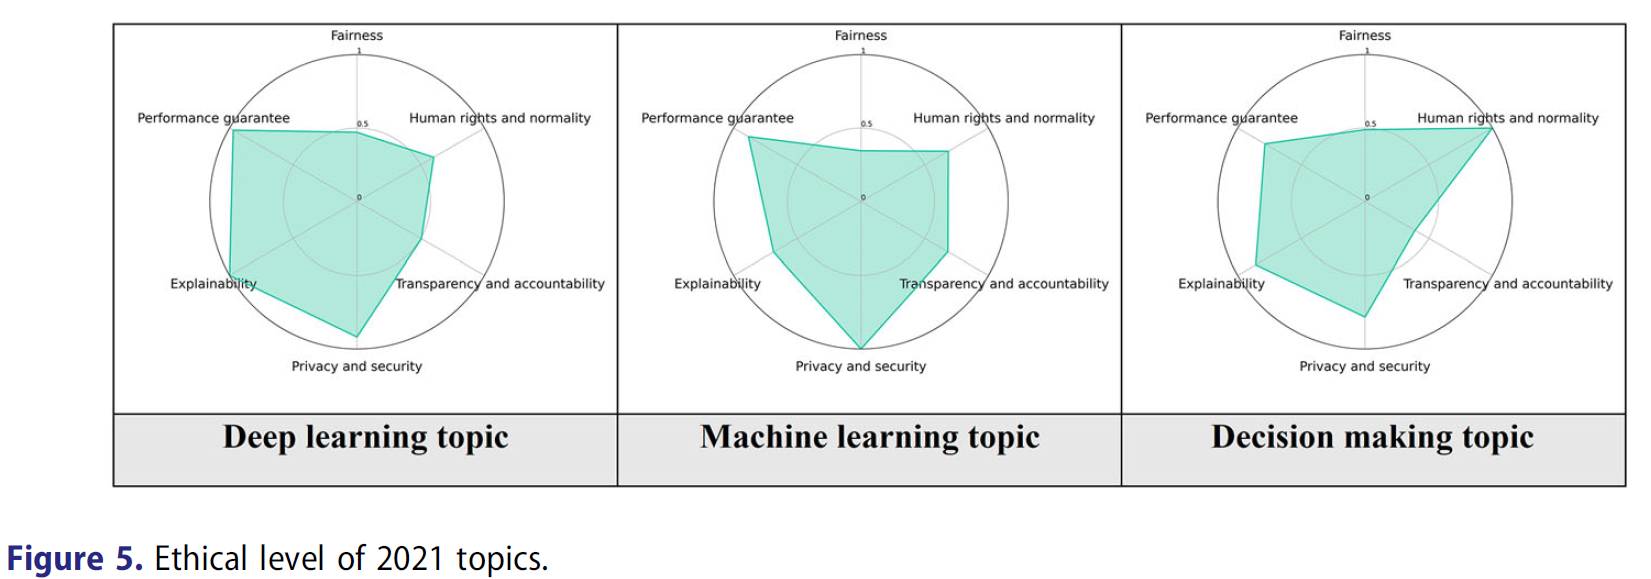 Fairness
1
Performance guarantee
0.5
Human rights and normality
0
Explainability
Transparency and accountability
Privacy and security
Deep learning topic
Fairness
1
Performance guarantee
0.5
Human rights and normality
0
Explainability
Transparency and accountability
Privacy and security
Machine learning topic
Fairness
1
Performance guarantee
0.5
Human rights and normality
0
Explainability
Transparency and accountability
Privacy and security
Decision making topic
Figure 5. Ethical level of 2021 topics.